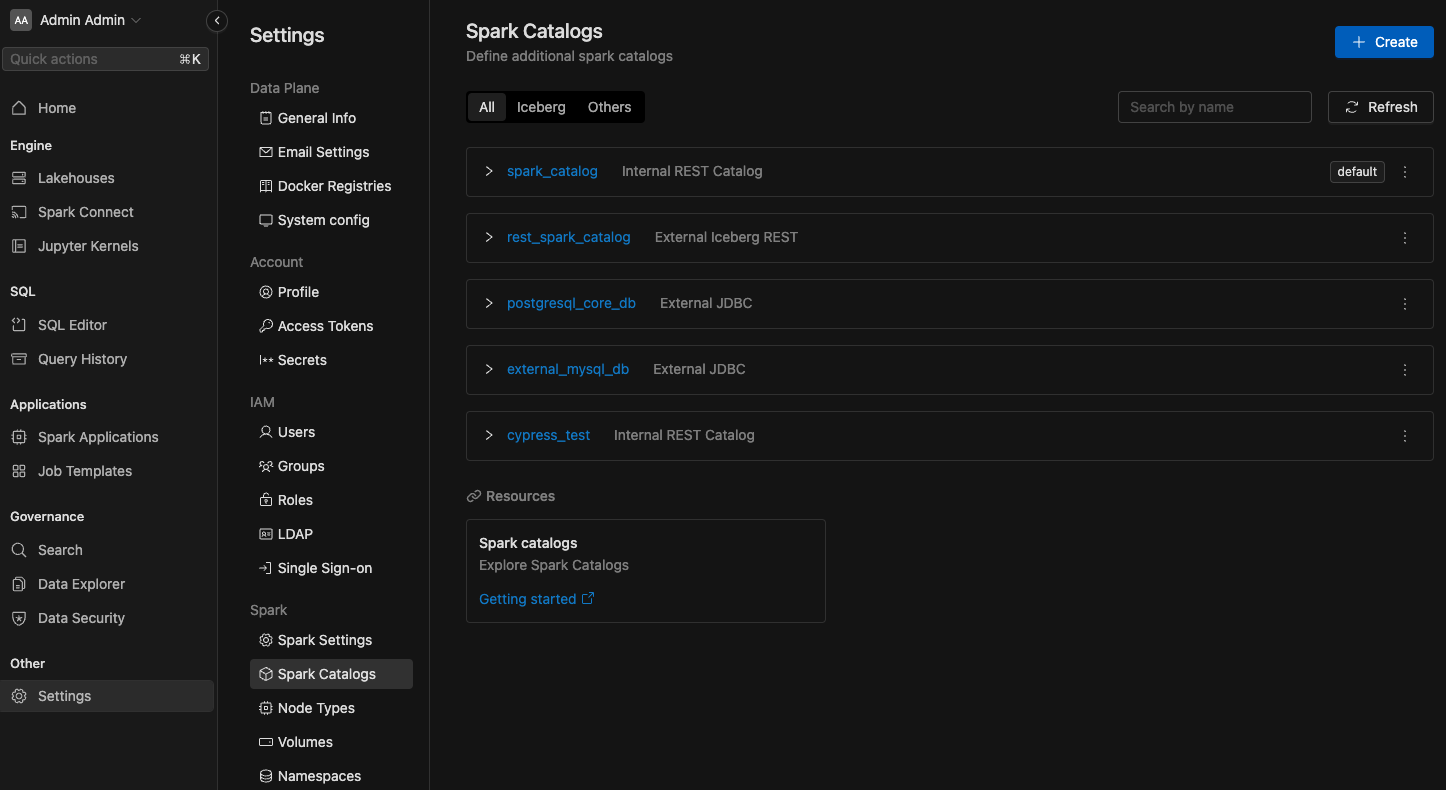 AA Admin Admin
Quick actions ⌘K
Home
Engine
Lakehouses
Spark Connect
Jupyter Kernels
SQL
SQL Editor
Query History
Applications
Spark Applications
Job Templates
Governance
Search
Data Explorer
Data Security
Other
Settings
Settings
Data Plane
General Info
Email Settings
Docker Registries
System config
Account
Profile
Access Tokens
Secrets
IAM
Users
Groups
Roles
LDAP
Single Sign-on
Spark
Spark Settings
Spark Catalogs
Node Types
Volumes
Namespaces
Spark Catalogs
Define additional spark catalogs
Create
All Iceberg Others
Search by name
Refresh
spark_catalog Internal REST Catalog default
rest_spark_catalog External Iceberg REST
postgresql_core_db External JDBC
external_mysql_db External JDBC
cypress_test Internal REST Catalog
Resources
Spark catalogs
Explore Spark Catalogs
Getting started